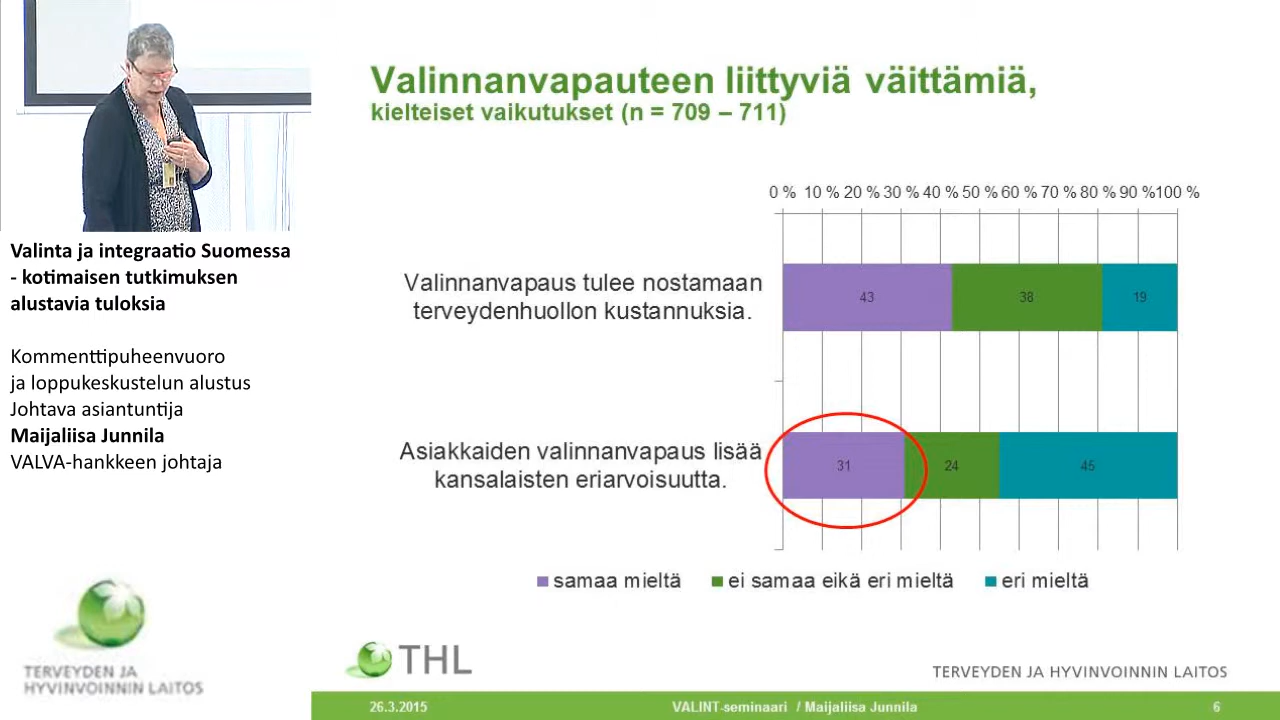 Valinnanvapauteen liittyviä väittämiä,
kielteiset vaikutukset (n = 709 – 711)
0 % 10 % 20 % 30 % 40 % 50 % 60 % 70 % 80 % 90 % 100 %
Valinnanvapaus tulee nostamaan
terveydenhuollon kustannuksia.
43 38 19
Asiakkaiden valinnanvapaus lisää
kansalaisten eriarvoisuutta.
31 24 45
samaa mieltä ei samaa eikä eri mieltä eri mieltä
Valinta ja integraatio Suomessa
- kotimaisen tutkimuksen
alustavia tuloksia
Kommenttipuheenvuoro
ja loppukeskustelun alustus
Johtava asiantuntija
Maijaliisa Junnila
VALVA-hankkeen johtaja
TERVEYDEN JA
HYVINVOINNIN LAITOS
THL
TERVEYDEN JA HYVINVOINNIN LAITOS
26.3.2015 VALINT-seminaari / Maijaliisa Junnila 6